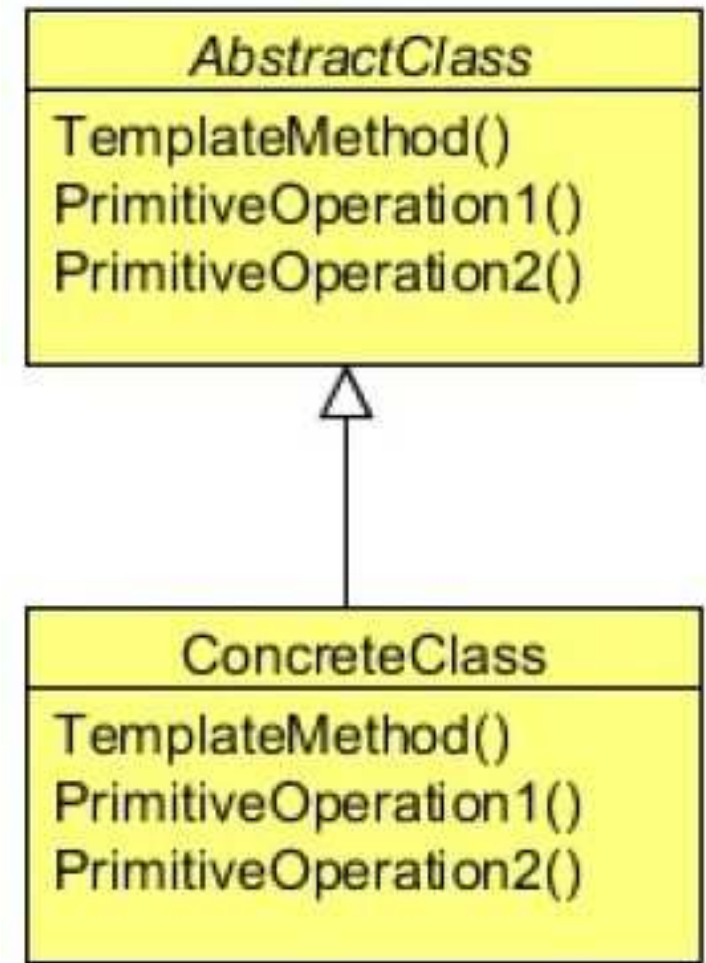 AbstractClass
TemplateMethod()
PrimitiveOperation1()
PrimitiveOperation2()
ConcreteClass
TemplateMethod()
PrimitiveOperation1()
PrimitiveOperation2()